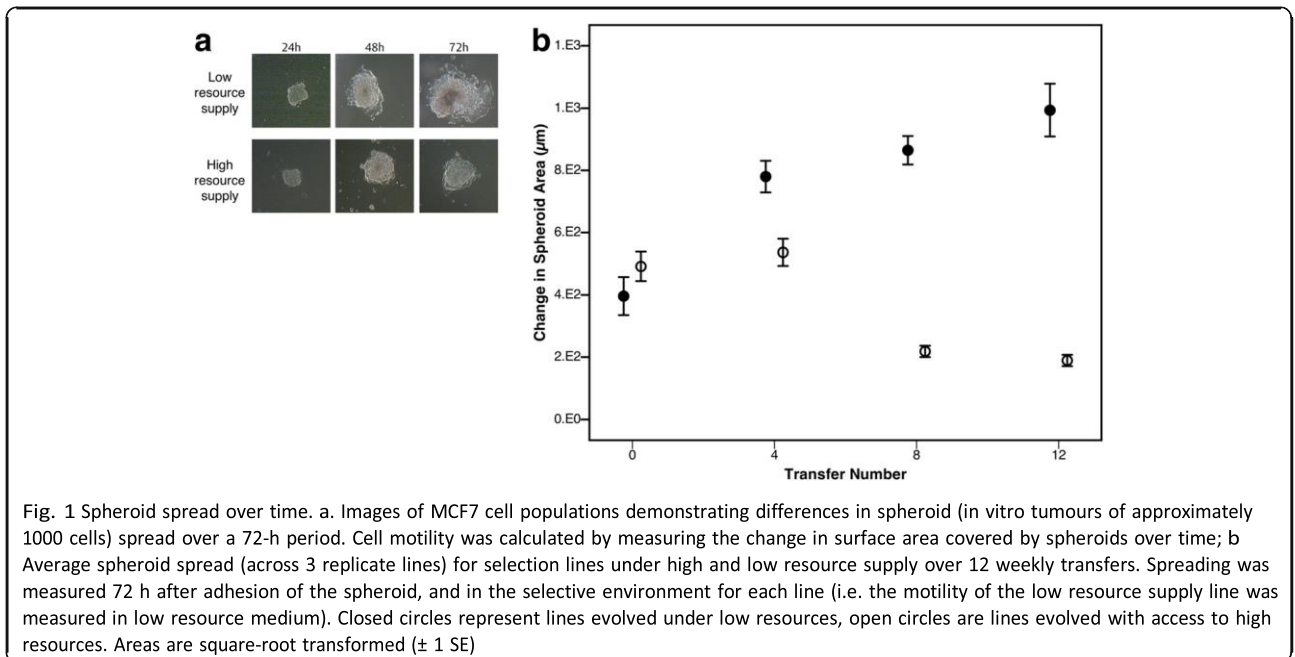 a
24h 48h 72h
Low
resource
supply
High
resource
supply
b
1.E3
1.E3
8.E2
6.E2
4.E2
2.E2
0.E0
Change in Spheroid Area (µm)
0 4 8 12
Transfer Number
Fig. 1 Spheroid spread over time. a. Images of MCF7 cell populations demonstrating differences in spheroid (in vitro tumours of approximately
1000 cells) spread over a 72-h period. Cell motility was calculated by measuring the change in surface area covered by spheroids over time; b
Average spheroid spread (across 3 replicate lines) for selection lines under high and low resource supply over 12 weekly transfers. Spreading was
measured 72 h after adhesion of the spheroid, and in the selective environment for each line (i.e. the motility of the low resource supply line was
measured in low resource medium). Closed circles represent lines evolved under low resources, open circles are lines evolved with access to high
resources. Areas are square-root transformed (± 1 SE)